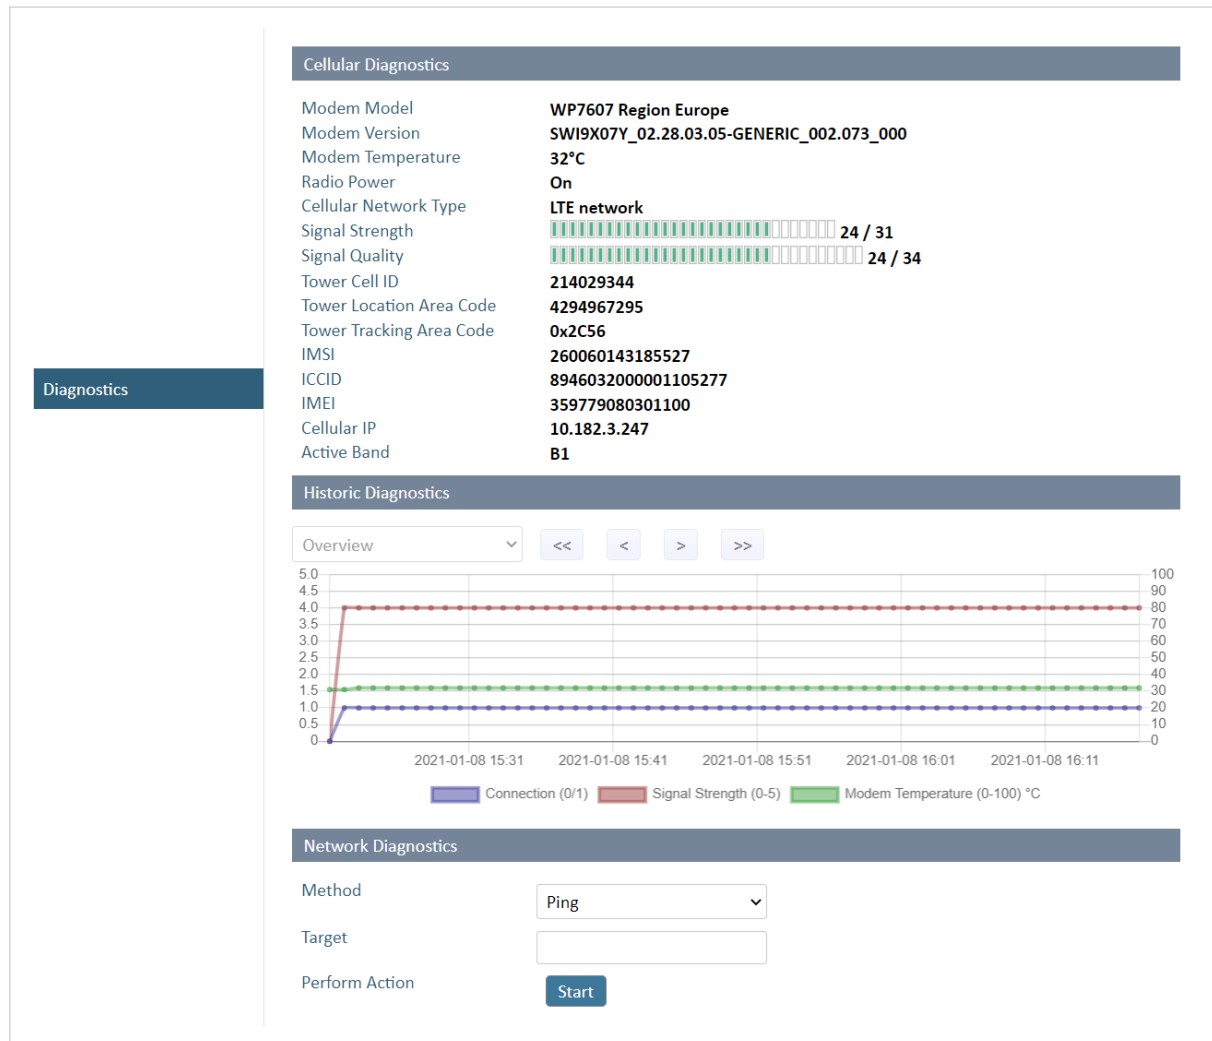 Cellular Diagnostics
Modem Model WP7607 Region Europe
Modem Version SWI9X07Y_02.28.03.05-GENERIC_002.073_000
Modem Temperature 32°C
Radio Power On
Cellular Network Type LTE network
Signal Strength 24 / 31
Signal Quality 24 / 34
Tower Cell ID 214029344
Tower Location Area Code 4294967295
Tower Tracking Area Code 0x2C56
IMSI 260060143185527
ICCID 8946032000001105277
IMEI 359779080301100
Cellular IP 10.182.3.247
Active Band B1
Diagnostics
Historic Diagnostics
Overview << < > >>
5.0 100
4.5 90
4.0 80
3.5 70
3.0 60
2.5 50
2.0 40
1.5 30
1.0 20
0.5 10
0 0
2021-01-08 15:31 2021-01-08 15:41 2021-01-08 15:51 2021-01-08 16:01 2021-01-08 16:11
Connection (0/1) Signal Strength (0-5) Modem Temperature (0-100) °C
Network Diagnostics
Method Ping
Target
Perform Action Start